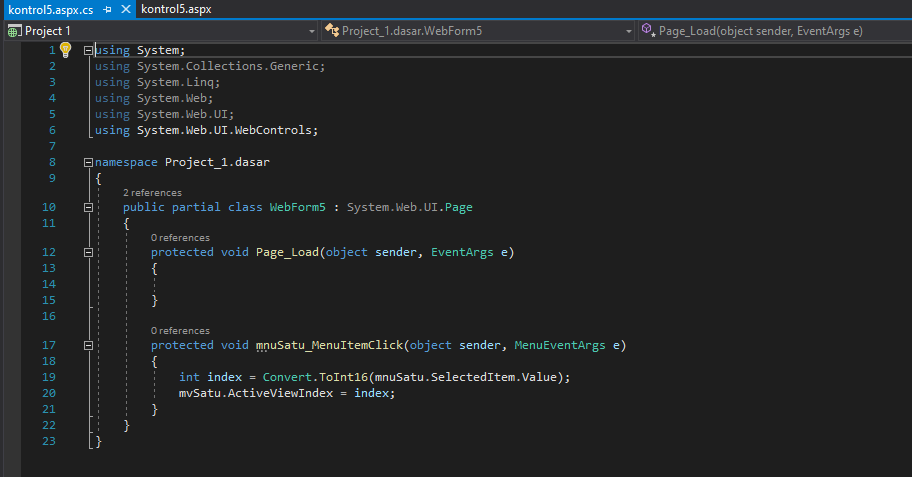 kontrol5.aspx.cs kontrol5.aspx
Project 1 Project_1.dasar.WebForm5 Page_Load(object sender, EventArgs e)
1 using System;
2 using System.Collections.Generic;
3 using System.Linq;
4 using System.Web;
5 using System.Web.UI;
6 using System.Web.UI.WebControls;
7
8 namespace Project_1.dasar
9 {
2 references
10 public partial class WebForm5 : System.Web.UI.Page
11 {
0 references
12 protected void Page_Load(object sender, EventArgs e)
13 {
14
15 }
16
0 references
17 protected void mnuSatu_MenuItemClick(object sender, MenuEventArgs e)
18 {
19 int index = Convert.ToInt16(mnuSatu.SelectedItem.Value);
20 mvSatu.ActiveViewIndex = index;
21 }
22 }
23 }